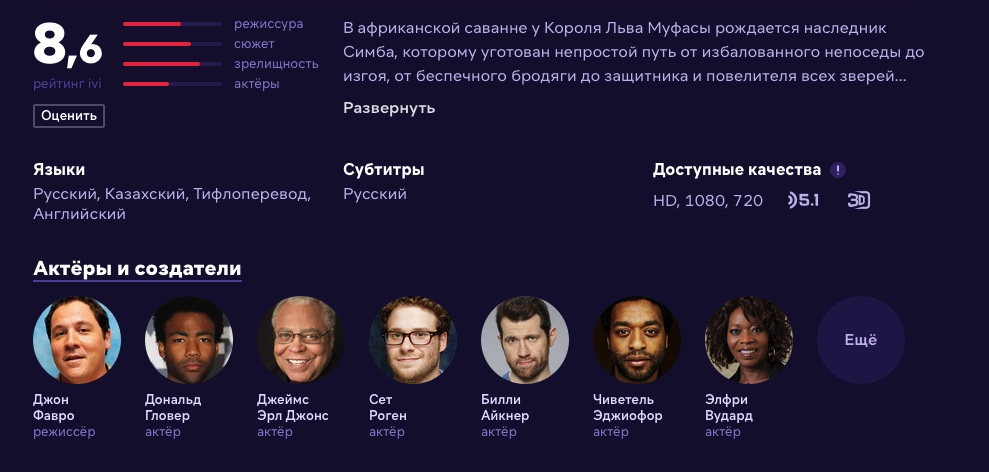 8,6
рейтинг ivi
Оценить
режиссура
сюжет
зрелищность
актёры
В африканской саванне у Короля Льва Муфасы рождается наследник
Симба, которому уготован непростой путь от избалованного непоседы до
изгоя, от беспечного бродяги до защитника и повелителя всех зверей...
Развернуть
Языки
Русский, Казахский, Тифлоперевод,
Английский
Субтитры
Русский
Доступные качества !
HD, 1080, 720 5.1 3D
Актёры и создатели
Джон
Фавро
режиссёр
Дональд
Гловер
актёр
Джеймс
Эрл Джонс
актёр
Сет
Роген
актёр
Билли
Айкнер
актёр
Чиветель
Эджиофор
актёр
Элфри
Вудард
актёр
Ещё